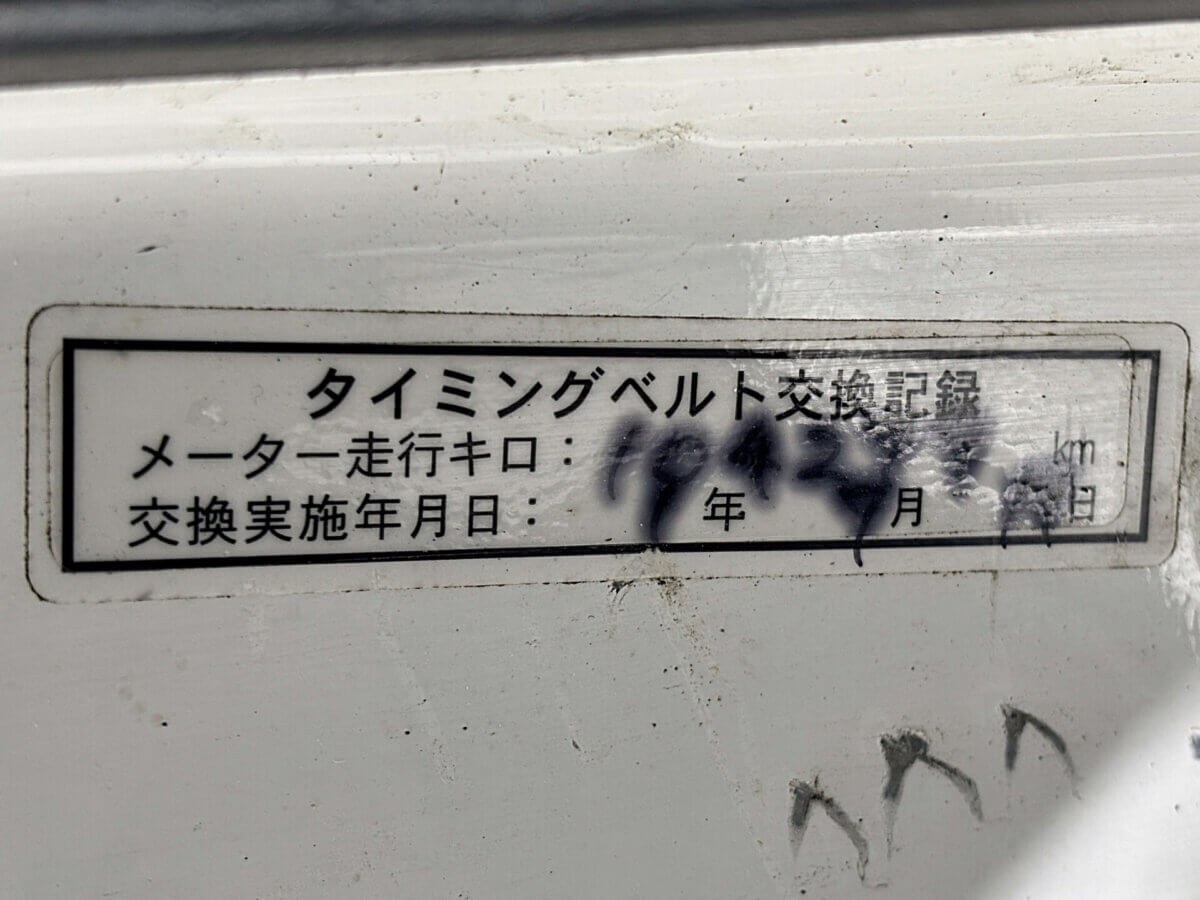 タイミングベルト交換記録
メーター走行キロ： km
交換実施年月日： 年 月 日